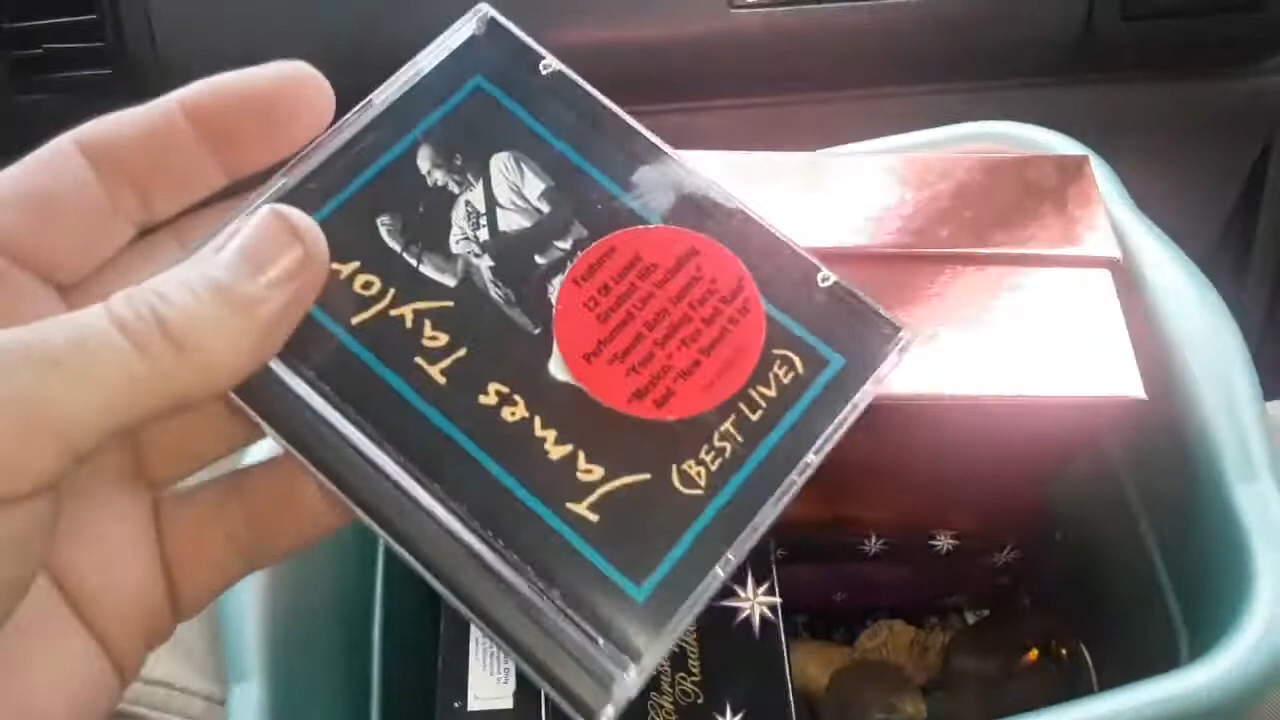 James Taylor
(BEST LIVE)
Features
12 Of James'
Greatest Hits
Performed Live Including
"Sweet Baby James,"
"Your Smiling Face,"
"Mexico," "Fire And Rain"
And "How Sweet It Is"
Radko